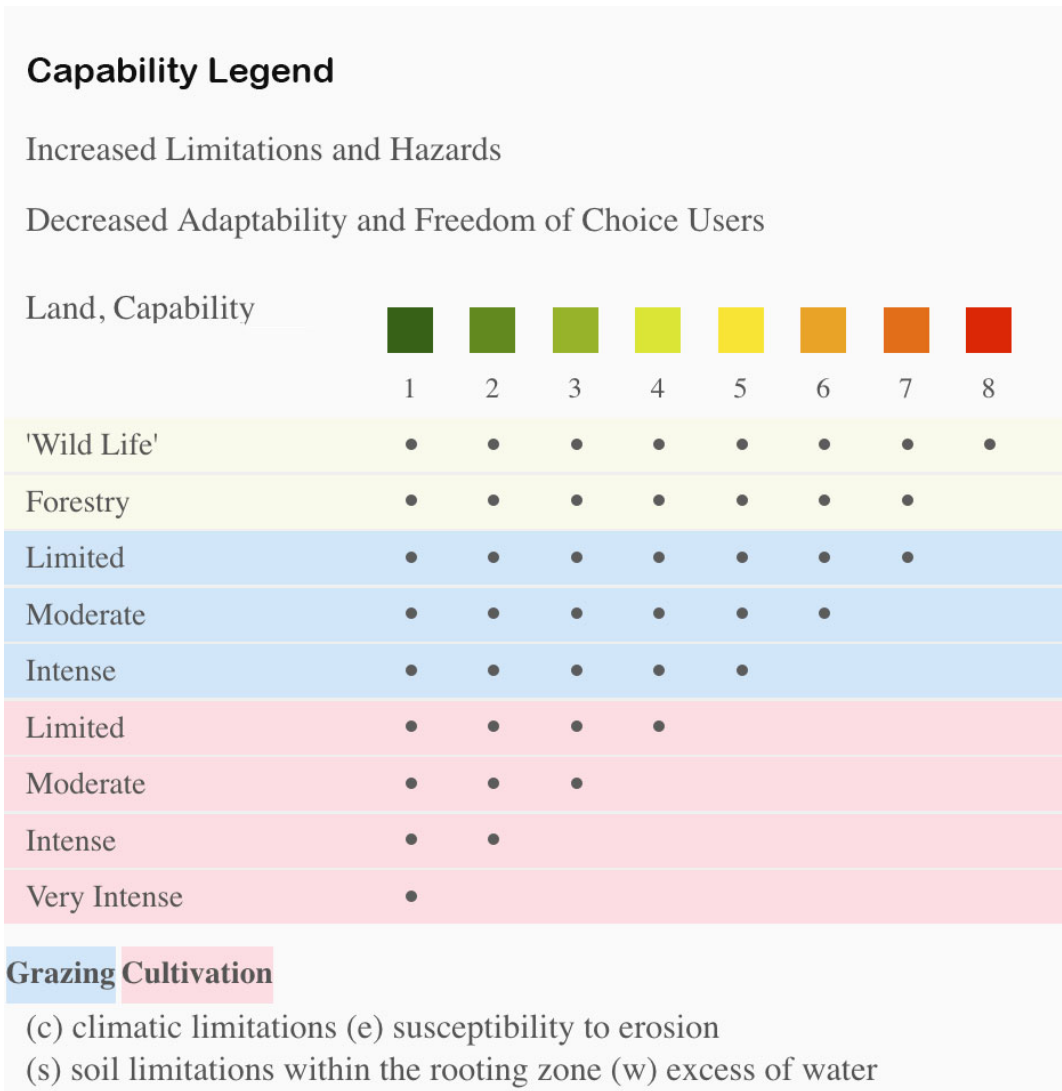 Capability Legend
Increased Limitations and Hazards
Decreased Adaptability and Freedom of Choice Users
Land, Capability
1 2 3 4 5 6 7 8
'Wild Life' • • • • • • • •
Forestry • • • • • • •
Limited • • • • • • •
Moderate • • • • • •
Intense • • • • •
Limited • • • •
Moderate • • •
Intense • •
Very Intense •
Grazing Cultivation
(c) climatic limitations (e) susceptibility to erosion
(s) soil limitations within the rooting zone (w) excess of water